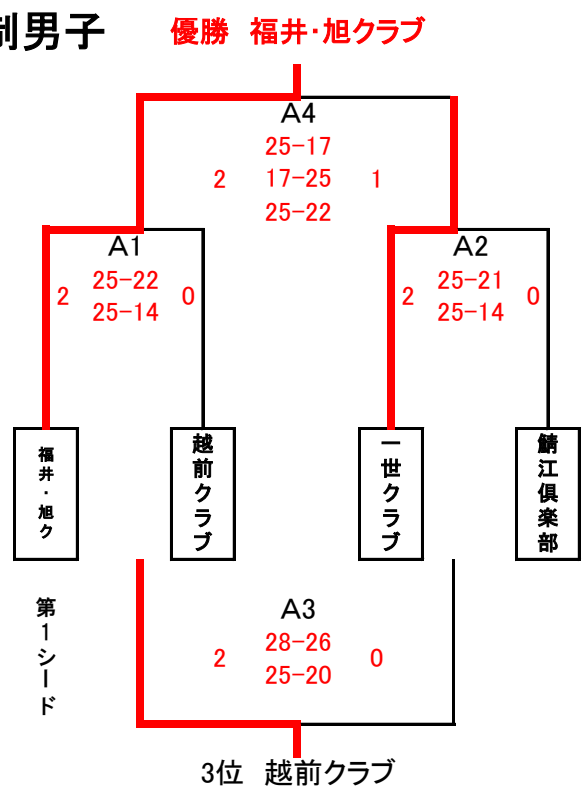 制男子
優勝 福井・旭クラブ
A4
25-17
2 17-25 1
25-22
A1
25-22
2 0
25-14
A2
25-21
2 0
25-14
福井・旭ク
越前クラブ
一世クラブ
鯖江倶楽部
第1シード
A3
28-26
2 0
25-20
3位 越前クラブ